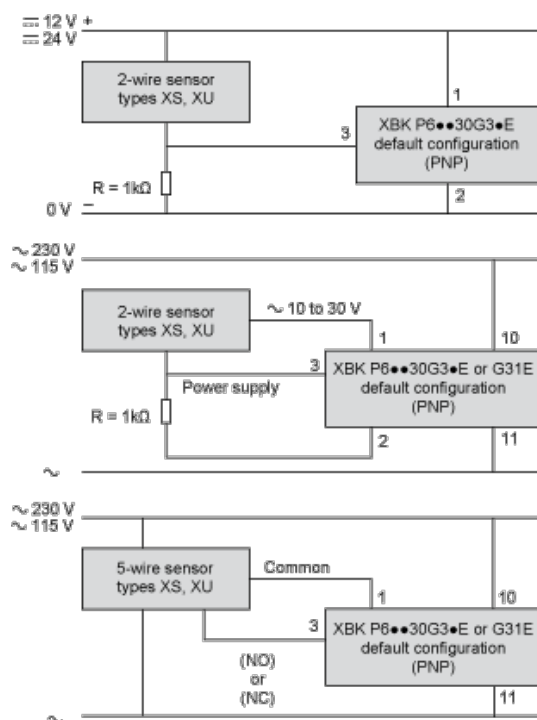 ⎓ 12 V +
⎓ 24 V
2-wire sensor
types XS, XU
1
3
XBK P6●●30G3●E
default configuration
(PNP)
R = 1kΩ
2
0 V –
∼ 230 V
∼ 115 V
2-wire sensor
types XS, XU
∼ 10 to 30 V
1
10
3
XBK P6●●30G3●E or G31E
default configuration
(PNP)
Power supply
R = 1kΩ
2
11
∼
∼ 230 V
∼ 115 V
5-wire sensor
types XS, XU
Common
1
10
3
XBK P6●●30G3●E or G31E
default configuration
(PNP)
(NO)
or
(NC)
11
∼